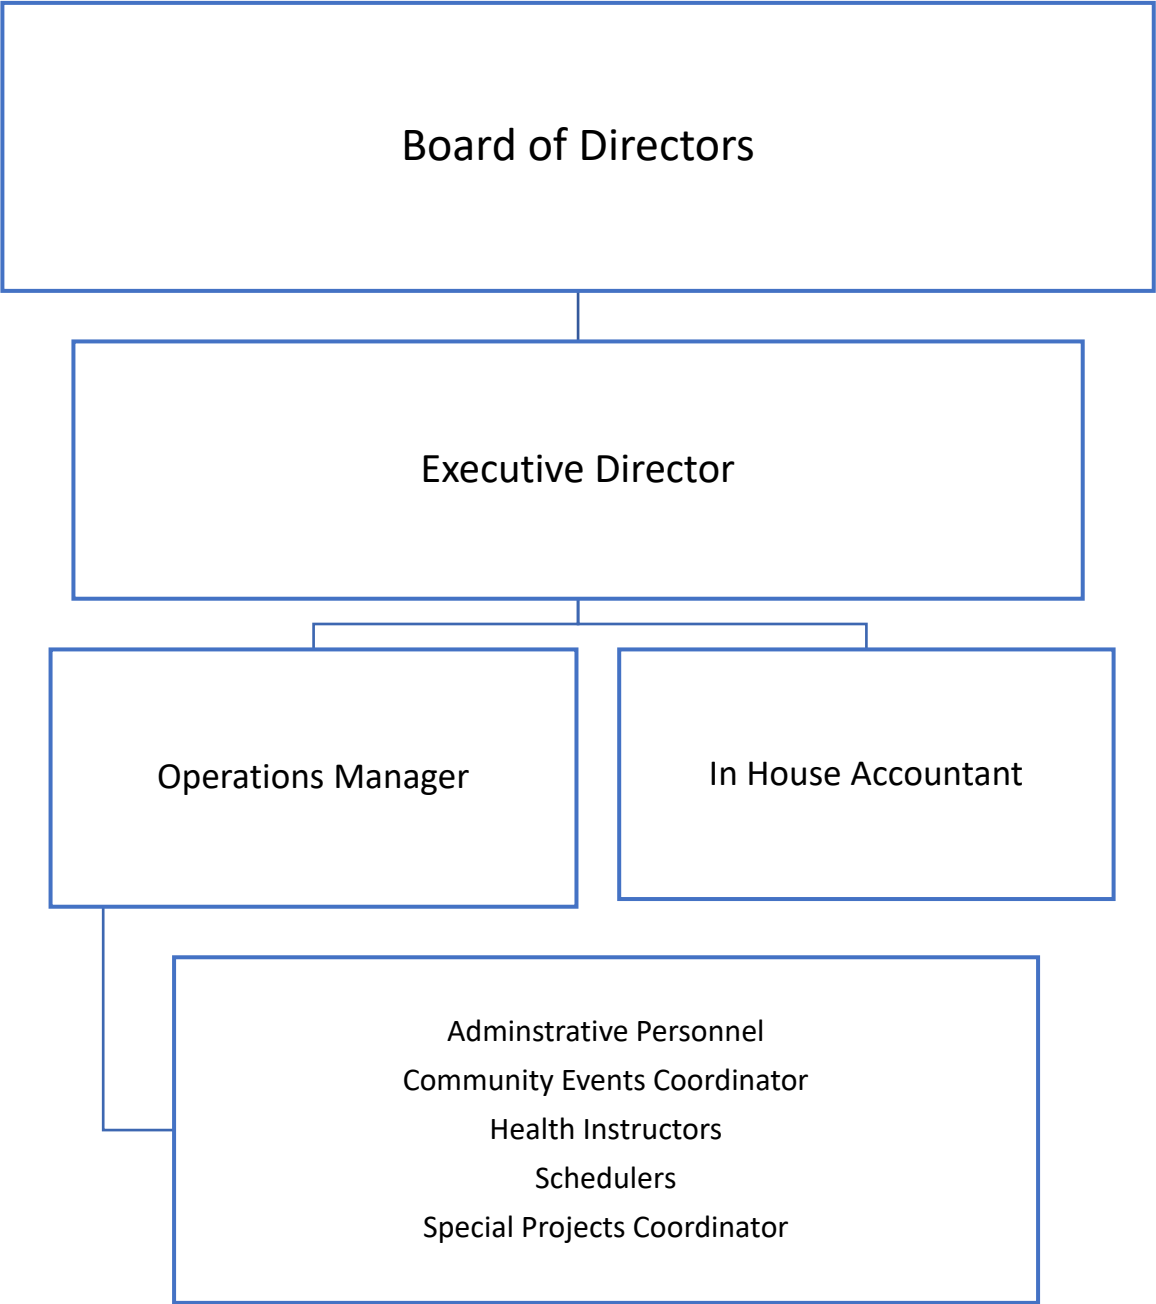 Board of Directors
Executive Director
Operations Manager
In House Accountant
Adminstrative Personnel
Community Events Coordinator
Health Instructors
Schedulers
Special Projects Coordinator